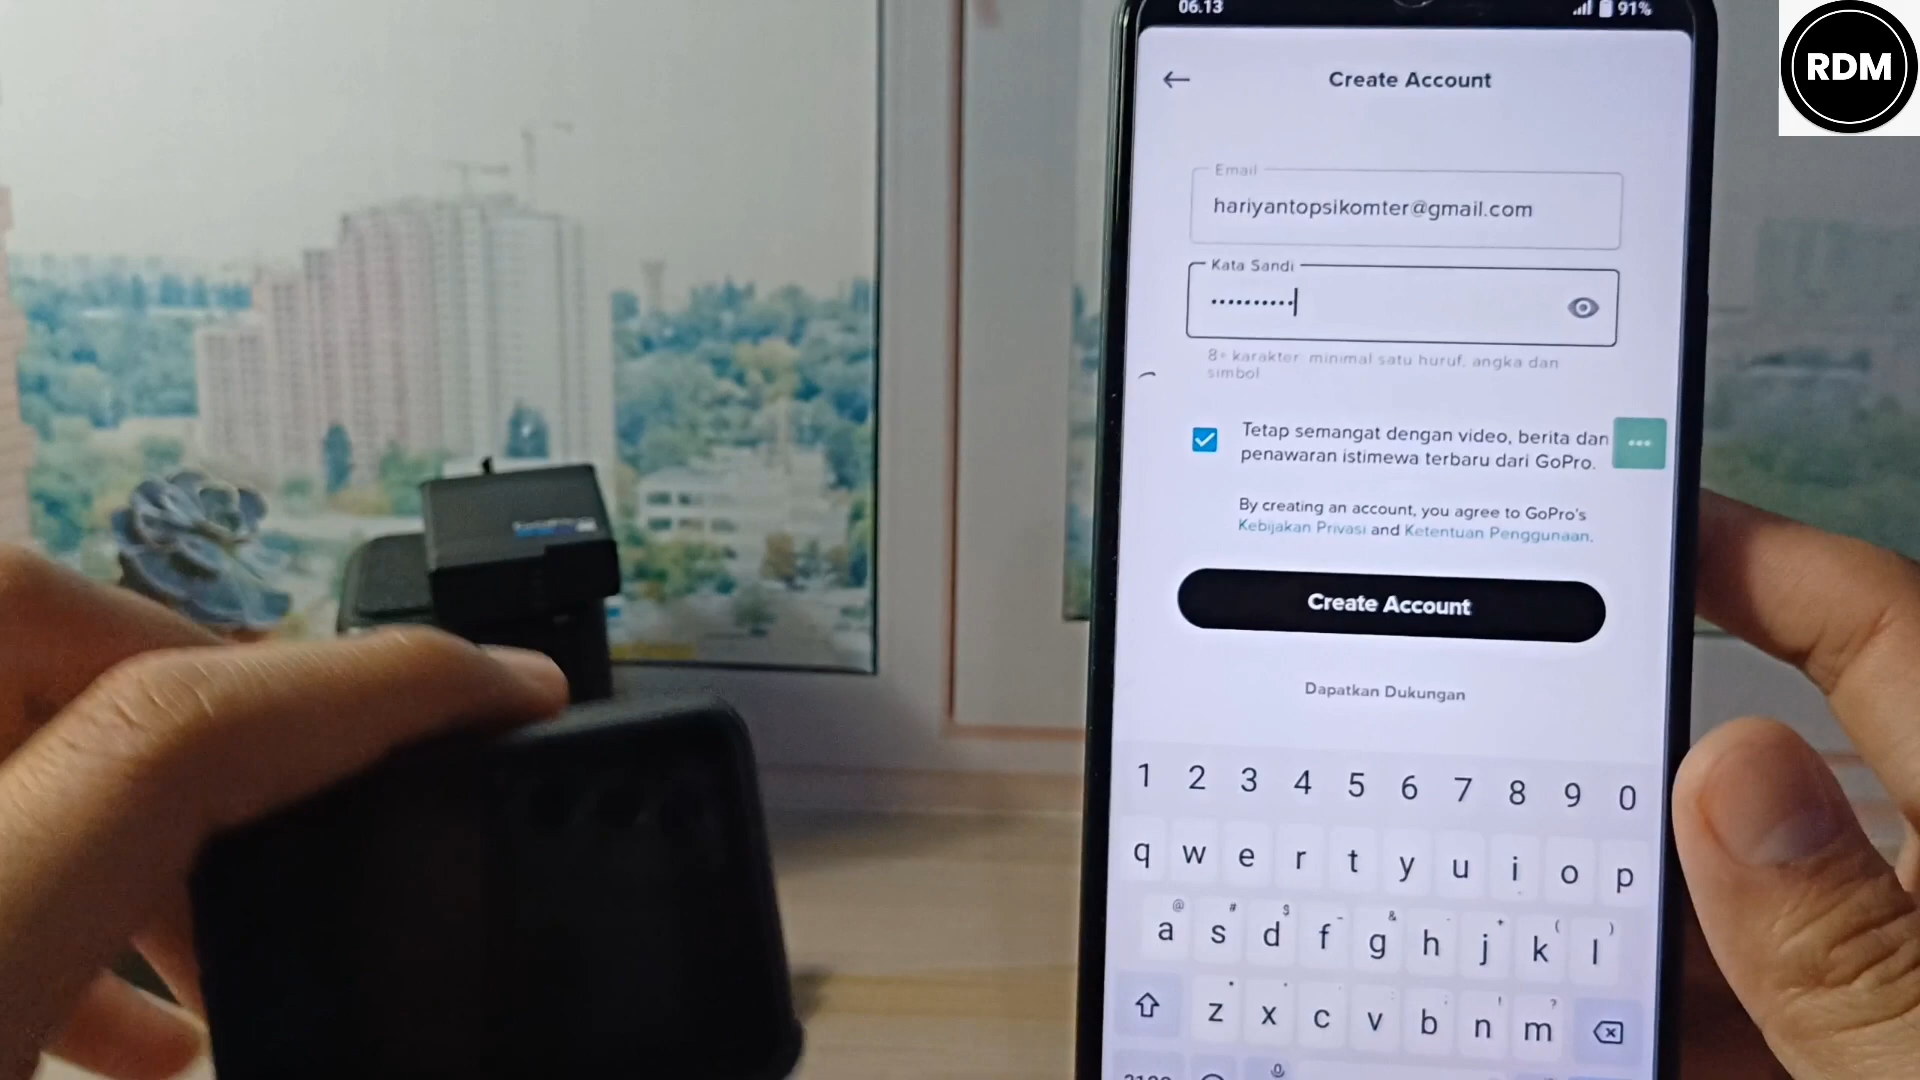 06.13
91%
RDM
Create Account
Email
hariyantopsikomter@gmail.com
Kata Sandi
8+ karakter: minimal satu huruf, angka dan
simbol
Tetap semangat dengan video, berita dan
penawaran istimewa terbaru dari GoPro.
By creating an account, you agree to GoPro's
Kebijakan Privasi and Ketentuan Penggunaan.
Create Account
Dapatkan Dukungan
1 2 3 4 5 6 7 8 9 0
q w e r t y u i o p
@ # $ & - + ( )
a s d f g h j k l
z x c v b n m